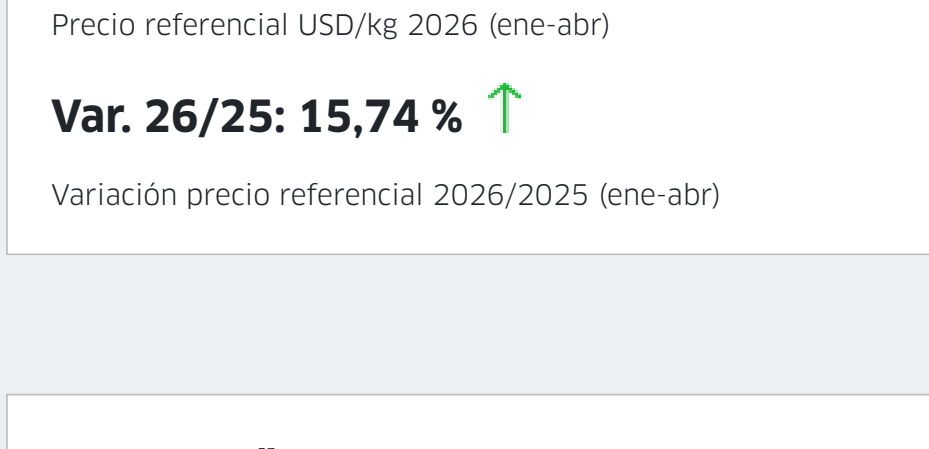 Precio referencial USD/kg 2026 (ene-abr)
Var. 26/25: 15,74 % ↑
Variación precio referencial 2026/2025 (ene-abr)